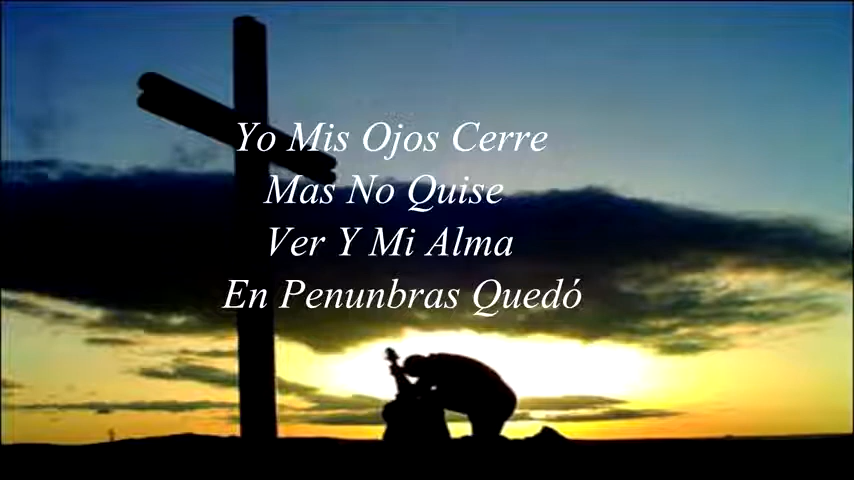 Yo Mis Ojos Cerre
Mas No Quise
Ver Y Mi Alma
En Penunbras Quedó